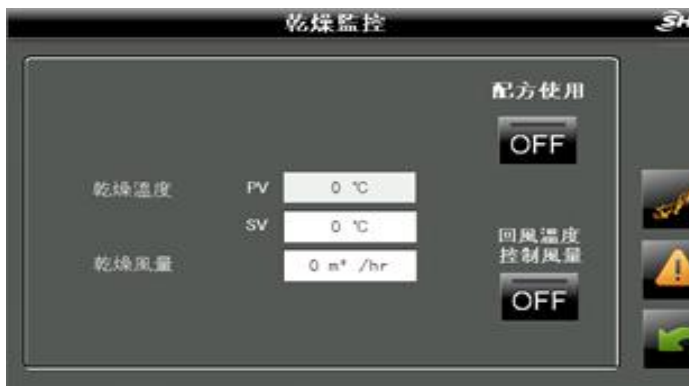 乾燥監控
配方使用
OFF
乾燥溫度 PV 0 ℃
SV 0 ℃
乾燥風量 0 m³ /hr
回風溫度
控制風量
OFF